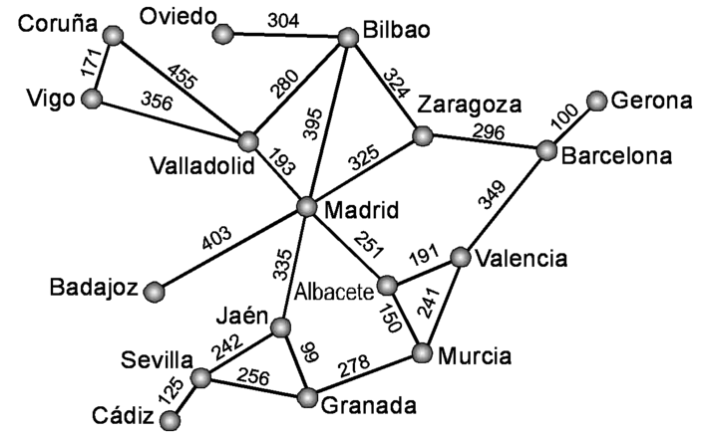 Coruña
Oviedo
304
Bilbao
171
455
280
324
Vigo
356
395
Zaragoza
100
Gerona
Valladolid
193
325
296
Barcelona
403
Madrid
349
251
191
Valencia
Badajoz
335
Albacete
241
150
Jaén
242
99
Sevilla
278
Murcia
125
256
Cádiz
Granada